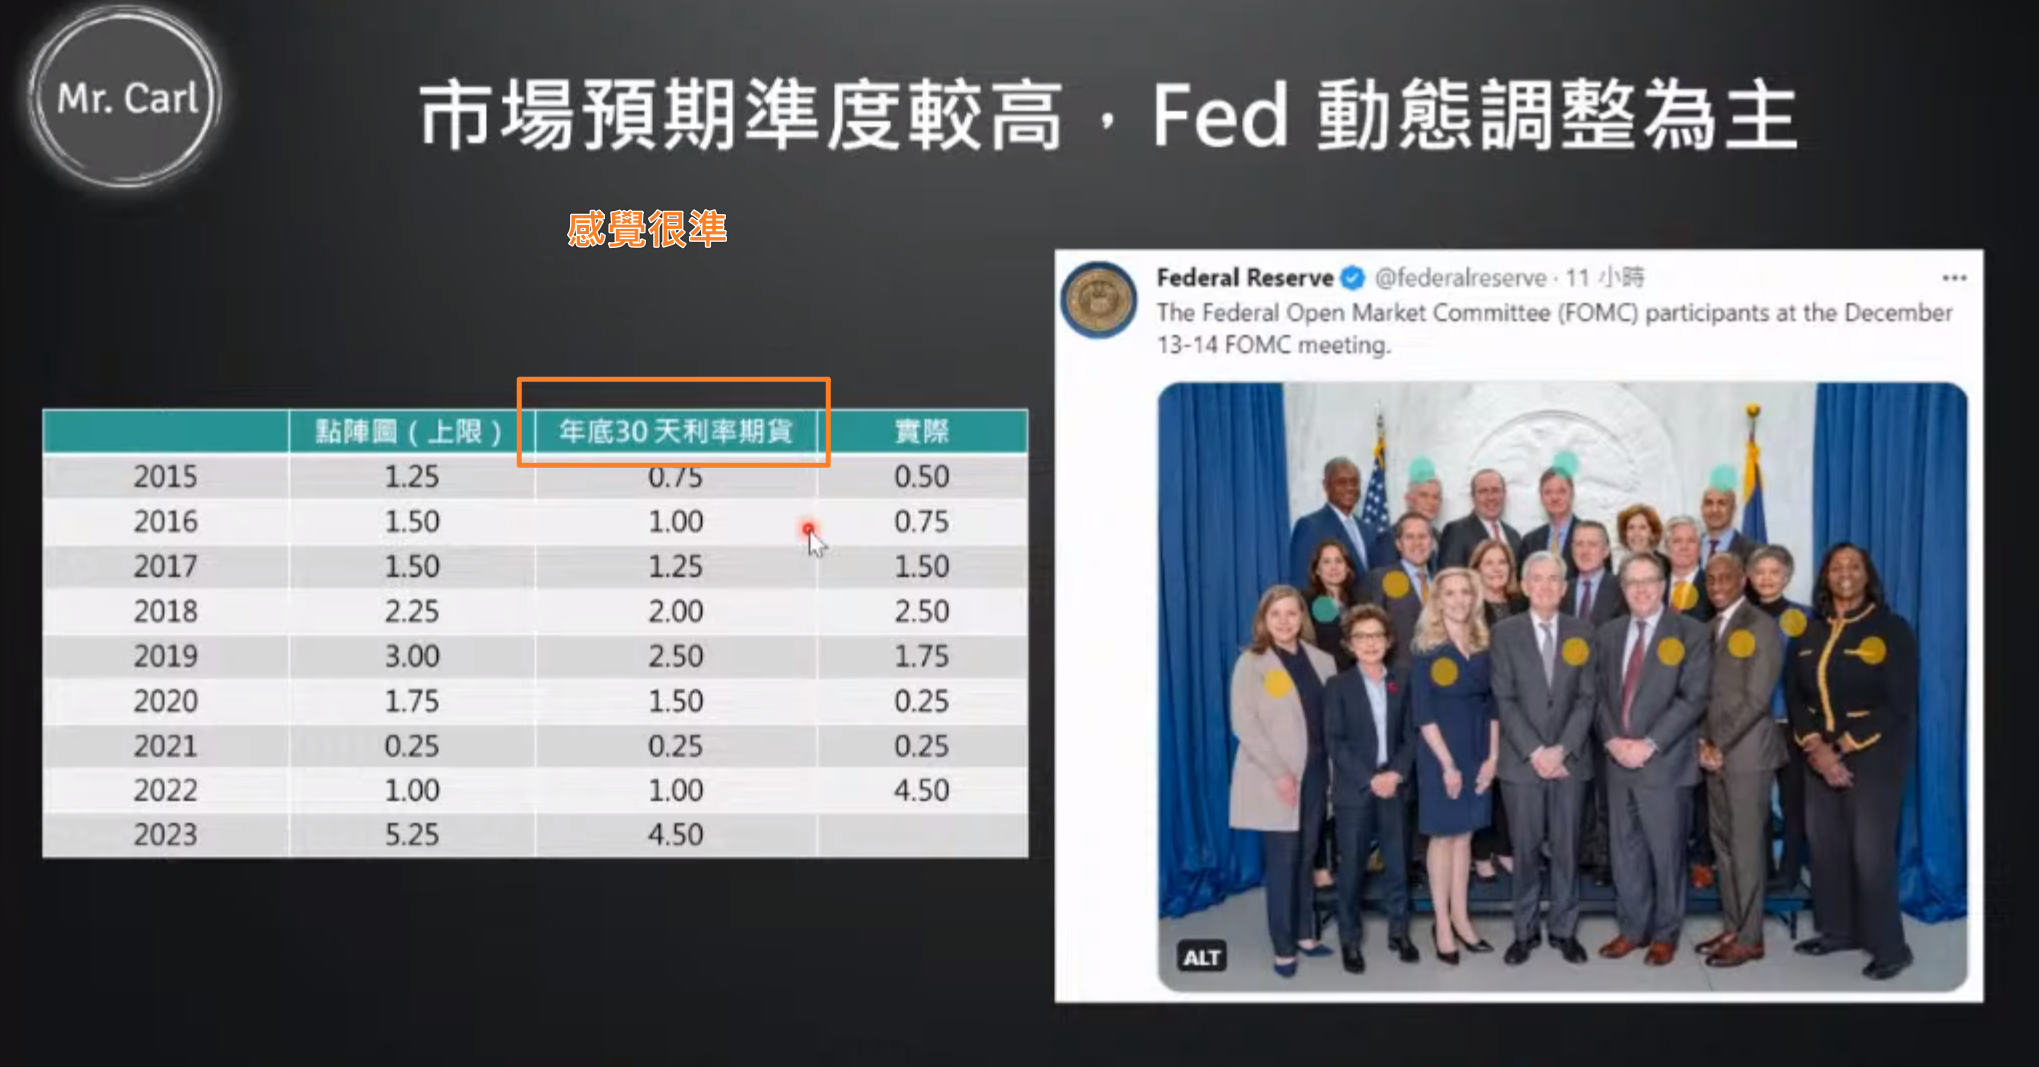 Mr. Carl
市場預期準度較高，Fed 動態調整為主
感覺很準
點陣圖（上限） 年底30 天利率期貨 實際
2015 1.25 0.75 0.50
2016 1.50 1.00 0.75
2017 1.50 1.25 1.50
2018 2.25 2.00 2.50
2019 3.00 2.50 1.75
2020 1.75 1.50 0.25
2021 0.25 0.25 0.25
2022 1.00 1.00 4.50
2023 5.25 4.50
Federal Reserve @federalreserve · 11 小時
The Federal Open Market Committee (FOMC) participants at the December
13-14 FOMC meeting.
ALT